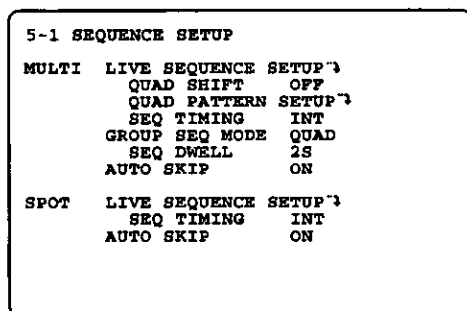 5-1 SEQUENCE SETUP
MULTI LIVE SEQUENCE SETUP⤵
QUAD SHIFT OFF
QUAD PATTERN SETUP⤵
SEQ TIMING INT
GROUP SEQ MODE QUAD
SEQ DWELL 2S
AUTO SKIP ON
SPOT LIVE SEQUENCE SETUP⤵
SEQ TIMING INT
AUTO SKIP ON